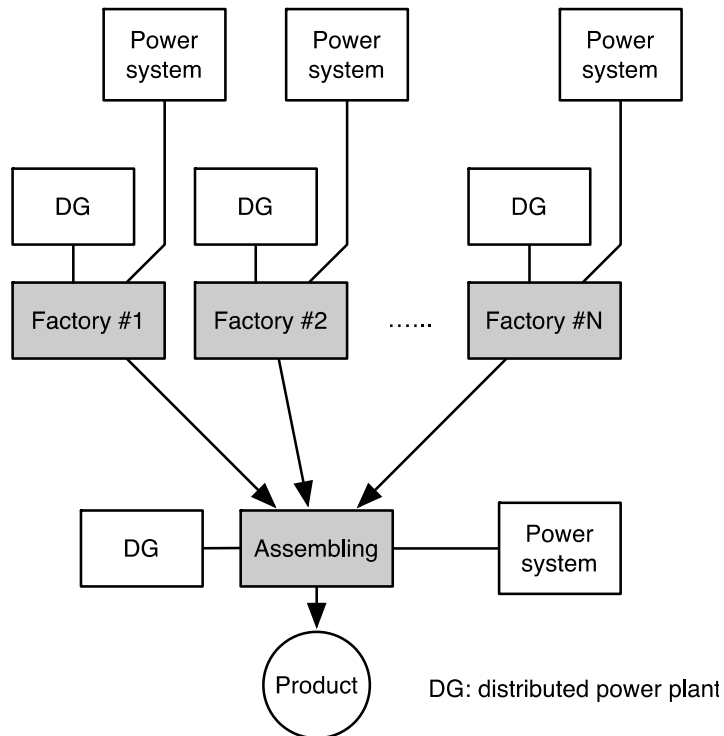 Power
system
Power
system
Power
system
DG
DG
DG
Factory #1
Factory #2
......
Factory #N
DG
Assembling
Power
system
Product
DG: distributed power plant